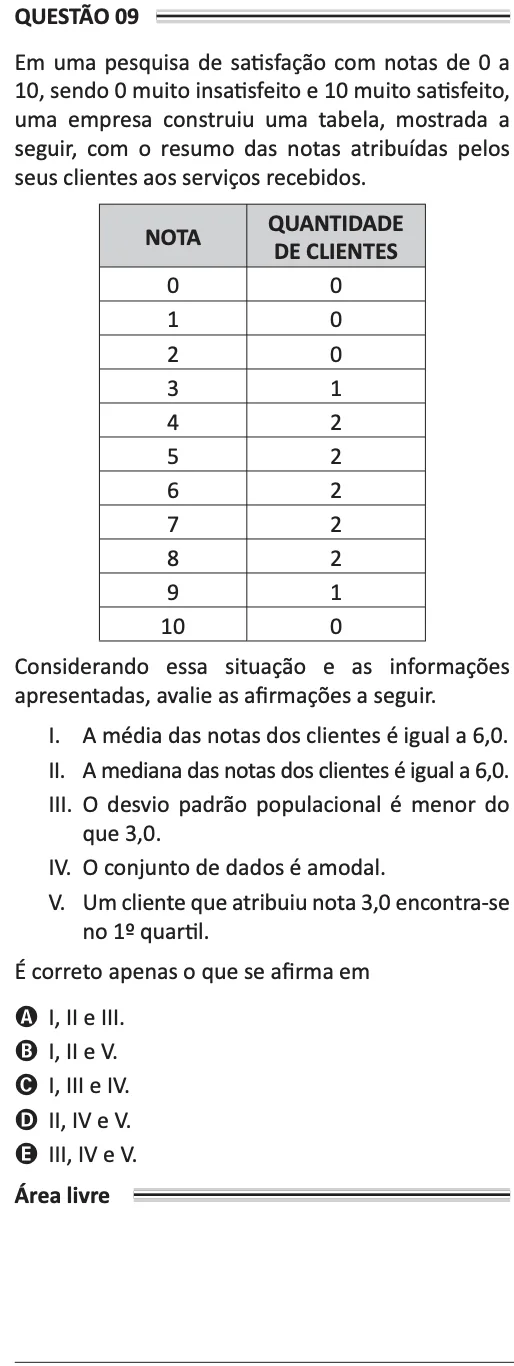 QUESTÃO 09
Em uma pesquisa de satisfação com notas de 0 a
10, sendo 0 muito insatisfeito e 10 muito satisfeito,
uma empresa construiu uma tabela, mostrada a
seguir, com o resumo das notas atribuídas pelos
seus clientes aos serviços recebidos.
NOTA QUANTIDADE
DE CLIENTES
0 0
1 0
2 0
3 1
4 2
5 2
6 2
7 2
8 2
9 1
10 0
Considerando essa situação e as informações
apresentadas, avalie as afirmações a seguir.
I. A média das notas dos clientes é igual a 6,0.
II. A mediana das notas dos clientes é igual a 6,0.
III. O desvio padrão populacional é menor do
que 3,0.
IV. O conjunto de dados é amodal.
V. Um cliente que atribuiu nota 3,0 encontra-se
no 1º quartil.
É correto apenas o que se afirma em
A I, II e III.
B I, II e V.
C I, III e IV.
D II, IV e V.
E III, IV e V.
Área livre